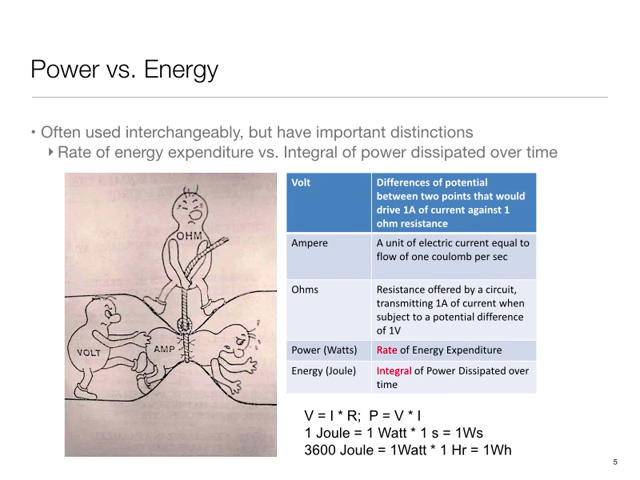 Power vs. Energy
• Often used interchangeably, but have important distinctions
‣ Rate of energy expenditure vs. Integral of power dissipated over time
OHM
VOLT
AMP
Volt
Differences of potential
between two points that would
drive 1A of current against 1
ohm resistance
Ampere
A unit of electric current equal to
flow of one coulomb per sec
Ohms
Resistance offered by a circuit,
transmitting 1A of current when
subject to a potential difference
of 1V
Power (Watts)
Rate of Energy Expenditure
Energy (Joule)
Integral of Power Dissipated over
time
V = I * R; P = V * I
1 Joule = 1 Watt * 1 s = 1Ws
3600 Joule = 1Watt * 1 Hr = 1Wh
5